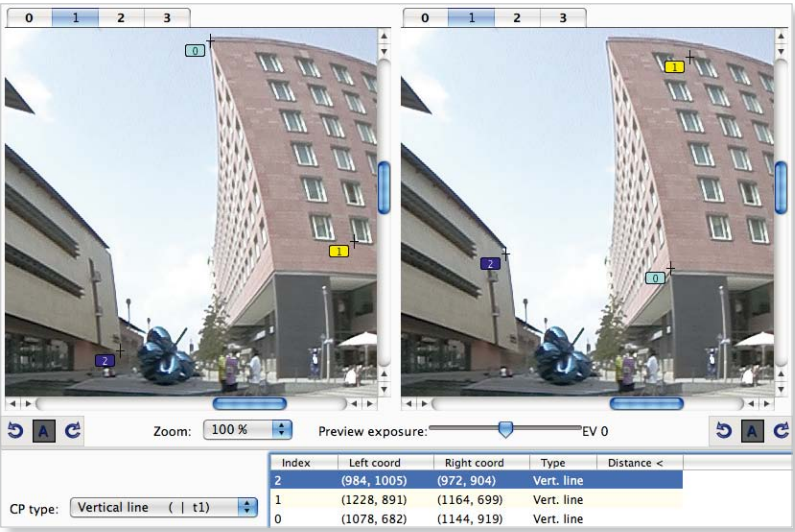 0 1 2 3 0 1 2 3
0
1
1
2
2
0
A Zoom: 100 % Preview exposure: EV 0 A
Index Left coord Right coord Type Distance <
2 (984, 1005) (972, 904) Vert. line
1 (1228, 891) (1164, 699) Vert. line
CP type: Vertical line ( | t1) 0 (1078, 682) (1144, 919) Vert. line